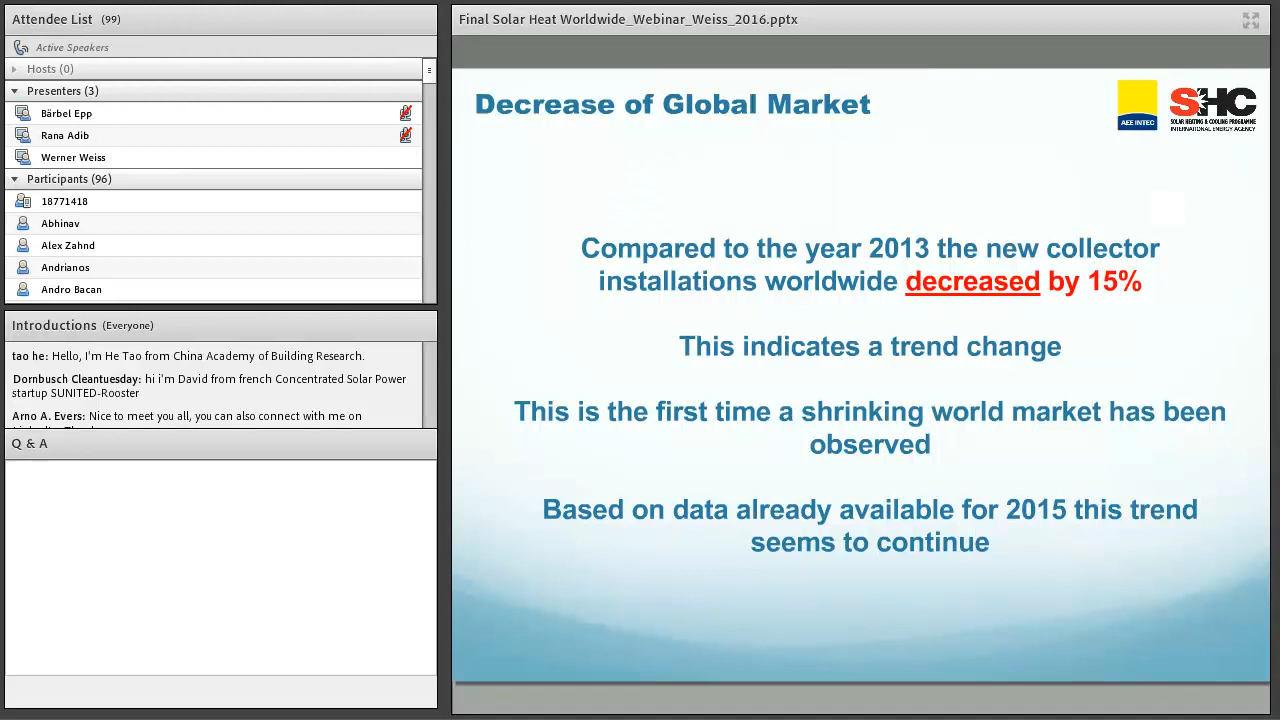 Attendee List (99)
Active Speakers
Hosts (0)
Presenters (3)
Bärbel Epp
Rana Adib
Werner Weiss
Participants (96)
18771418
Abhinav
Alex Zahnd
Andrianos
Andro Bacan
Introductions (Everyone)
tao he: Hello, I'm He Tao from China Academy of Building Research.
Dornbusch Cleantuesday: hi i'm David from french Concentrated Solar Power
startup SUNITED-Rooster
Arno A. Evers: Nice to meet you all, you can also connect with me on
Q & A
Final Solar Heat Worldwide_Webinar_Weiss_2016.pptx
Decrease of Global Market
AEE INTEC
SHC
SOLAR HEATING & COOLING PROGRAMME
INTERNATIONAL ENERGY AGENCY
Compared to the year 2013 the new collector
installations worldwide decreased by 15%
This indicates a trend change
This is the first time a shrinking world market has been
observed
Based on data already available for 2015 this trend
seems to continue